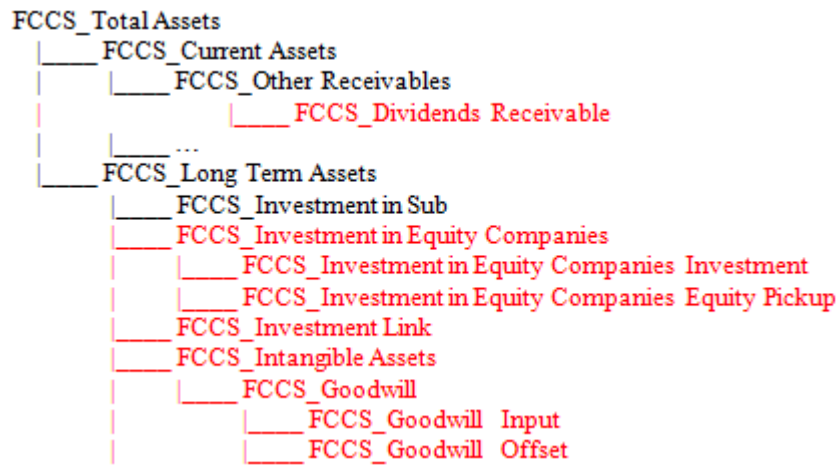 FCCS_Total Assets
FCCS_Current Assets
FCCS_Other Receivables
FCCS_Dividends Receivable
...
FCCS_Long Term Assets
FCCS_Investment in Sub
FCCS_Investment in Equity Companies
FCCS_Investment in Equity Companies Investment
FCCS_Investment in Equity Companies Equity Pickup
FCCS_Investment Link
FCCS_Intangible Assets
FCCS_Goodwill
FCCS_Goodwill Input
FCCS_Goodwill Offset